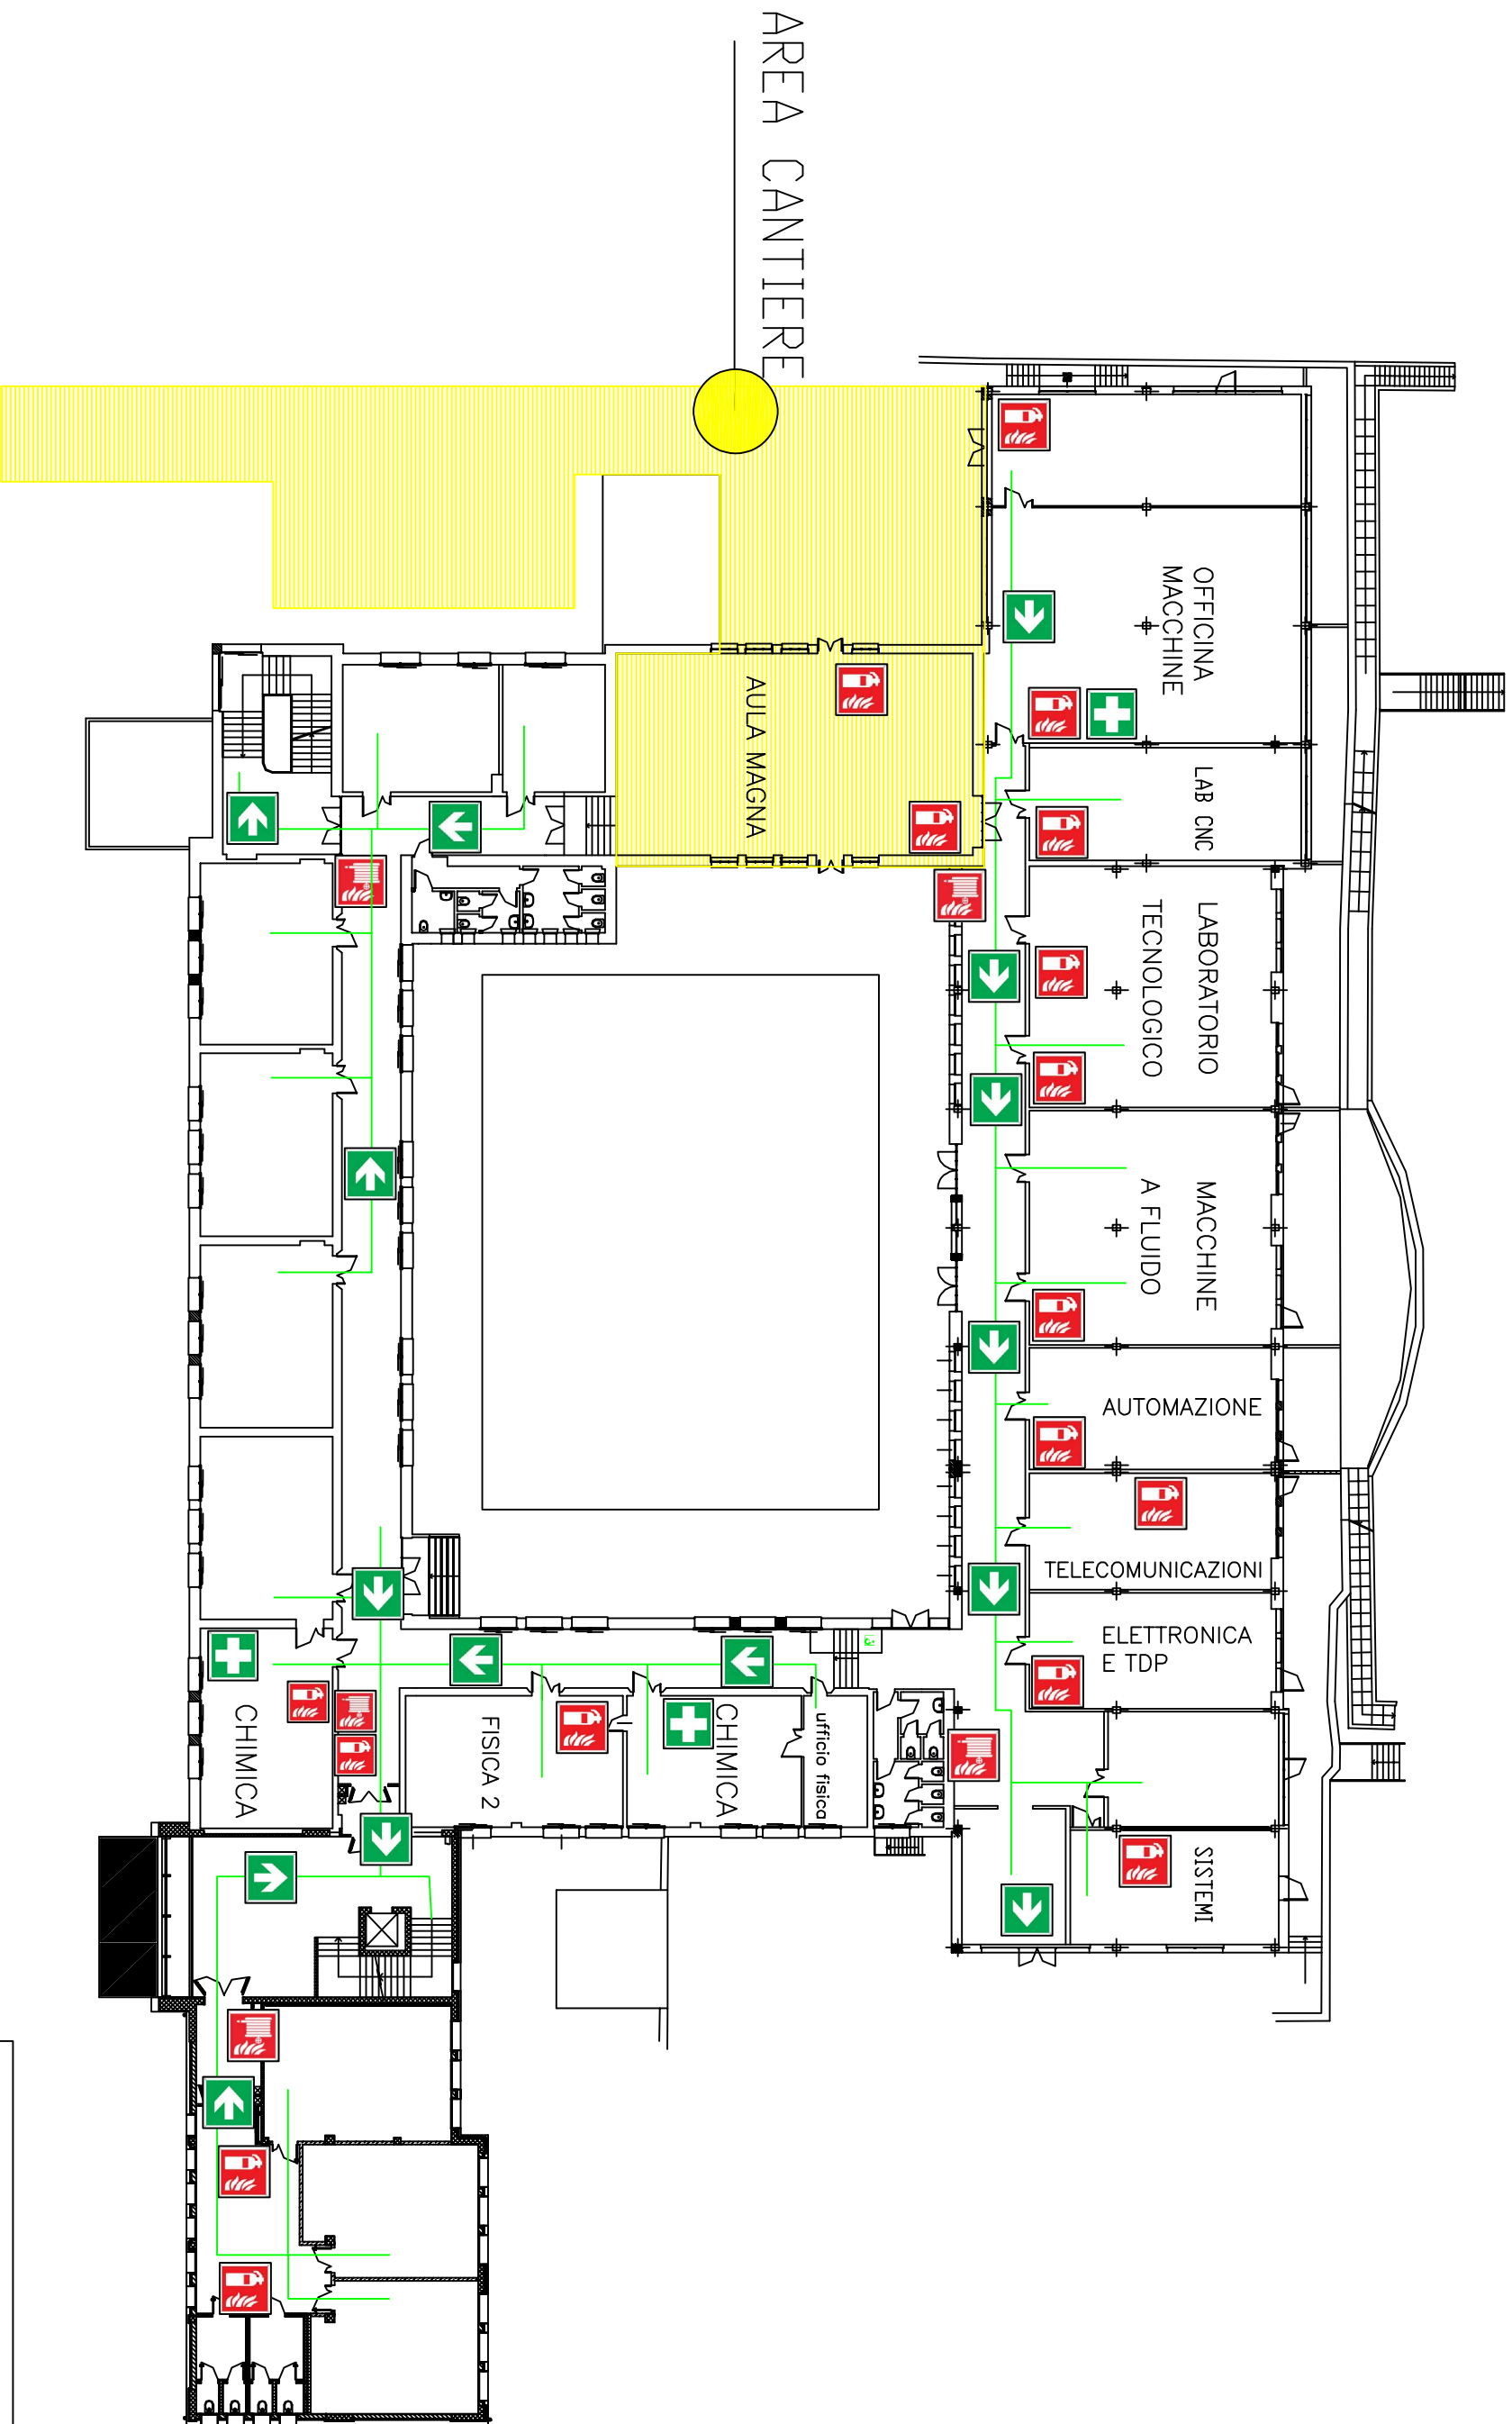 AREA CANTIERE
OFFICINA
MACCHINE
LAB CNC
AULA MAGNA
LABORATORIO
TECNOLOGICO
MACCHINE
A FLUIDO
AUTOMAZIONE
TELECOMUNICAZIONI
ELETTRONICA
E TDP
CHIMICA
FISICA 2
CHIMICA
ufficio fisica
SISTEMI